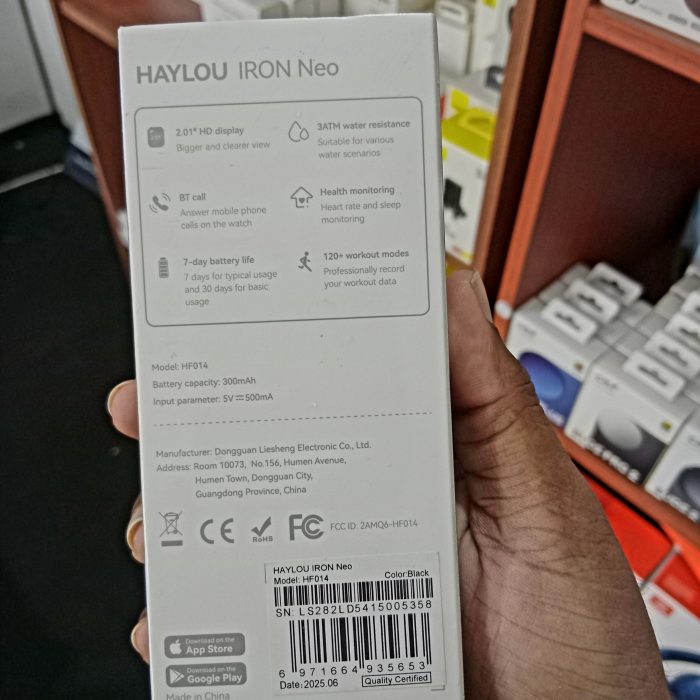 HAYLOU IRON Neo
2.01" HD display
Bigger and clearer view
3ATM water resistance
Suitable for various
water scenarios
BT call
Answer mobile phone
calls on the watch
Health monitoring
Heart rate and sleep
monitoring
7-day battery life
7 days for typical usage
and 30 days for basic
usage
120+ workout modes
Professionally record
your workout data
Model: HF014
Battery capacity: 300mAh
Input parameter: 5V⎓500mA
Manufacturer: Dongguan Liesheng Electronic Co., Ltd.
Address: Room 10073, No.156, Humen Avenue,
Humen Town, Dongguan City,
Guangdong Province, China
CE
RoHS
FC
FCC ID: 2AMQ6-HF014
HAYLOU IRON Neo
Model: HF014 Color:Black
SN: LS282LD5415005358
6 971664 935653
Date: 2025.06 Quality Certified
Download on the
App Store
Download on the
Google Play
Made in China